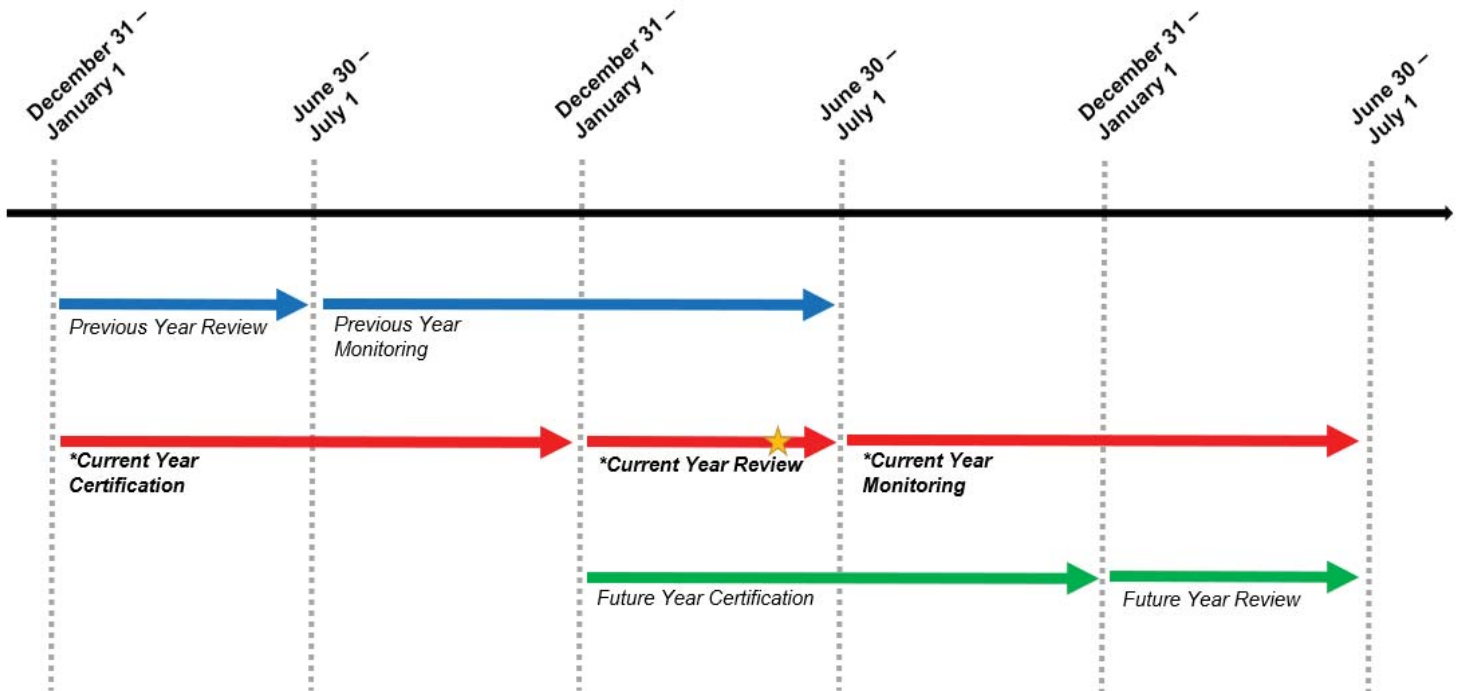 December 31 –
January 1
June 30 –
July 1
December 31 –
January 1
June 30 –
July 1
December 31 –
January 1
June 30 –
July 1
Previous Year Review
Previous Year
Monitoring
*Current Year
Certification
*Current Year Review
*Current Year
Monitoring
Future Year Certification
Future Year Review